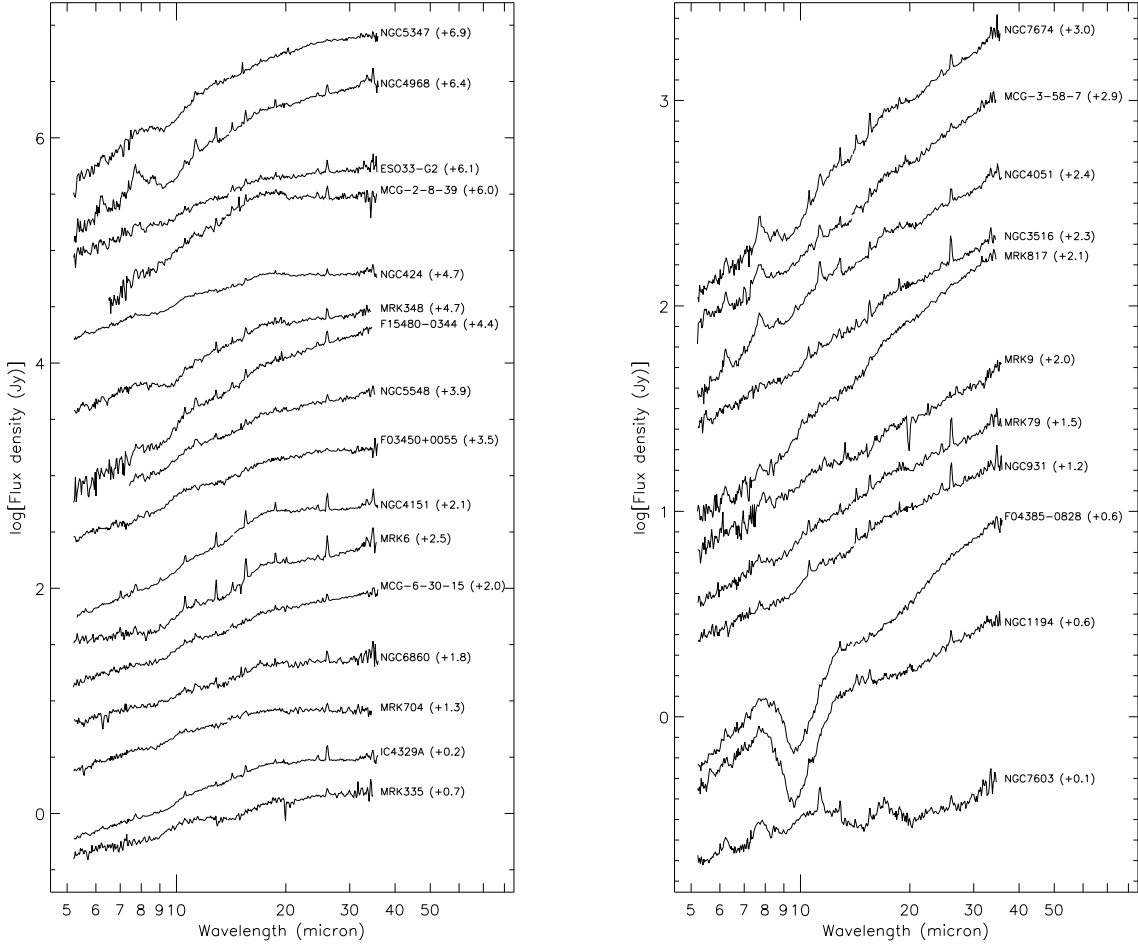 log[Flux density (Jy)]
6
4
2
0
NGC5347 (+6.9)
NGC4968 (+6.4)
ESO33-G2 (+6.1)
MCG-2-8-39 (+6.0)
NGC424 (+4.7)
MRK348 (+4.7)
F15480-0344 (+4.4)
NGC5548 (+3.9)
F03450+0055 (+3.5)
NGC4151 (+2.1)
MRK6 (+2.5)
MCG-6-30-15 (+2.0)
NGC6860 (+1.8)
MRK704 (+1.3)
IC4329A (+0.2)
MRK335 (+0.7)
5 6 7 8 9 10 20 30 40 50
Wavelength (micron)
log[Flux density (Jy)]
3
2
1
0
NGC7674 (+3.0)
MCG-3-58-7 (+2.9)
NGC4051 (+2.4)
NGC3516 (+2.3)
MRK817 (+2.1)
MRK9 (+2.0)
MRK79 (+1.5)
NGC931 (+1.2)
F04385-0828 (+0.6)
NGC1194 (+0.6)
NGC7603 (+0.1)
5 6 7 8 9 10 20 30 40 50
Wavelength (micron)